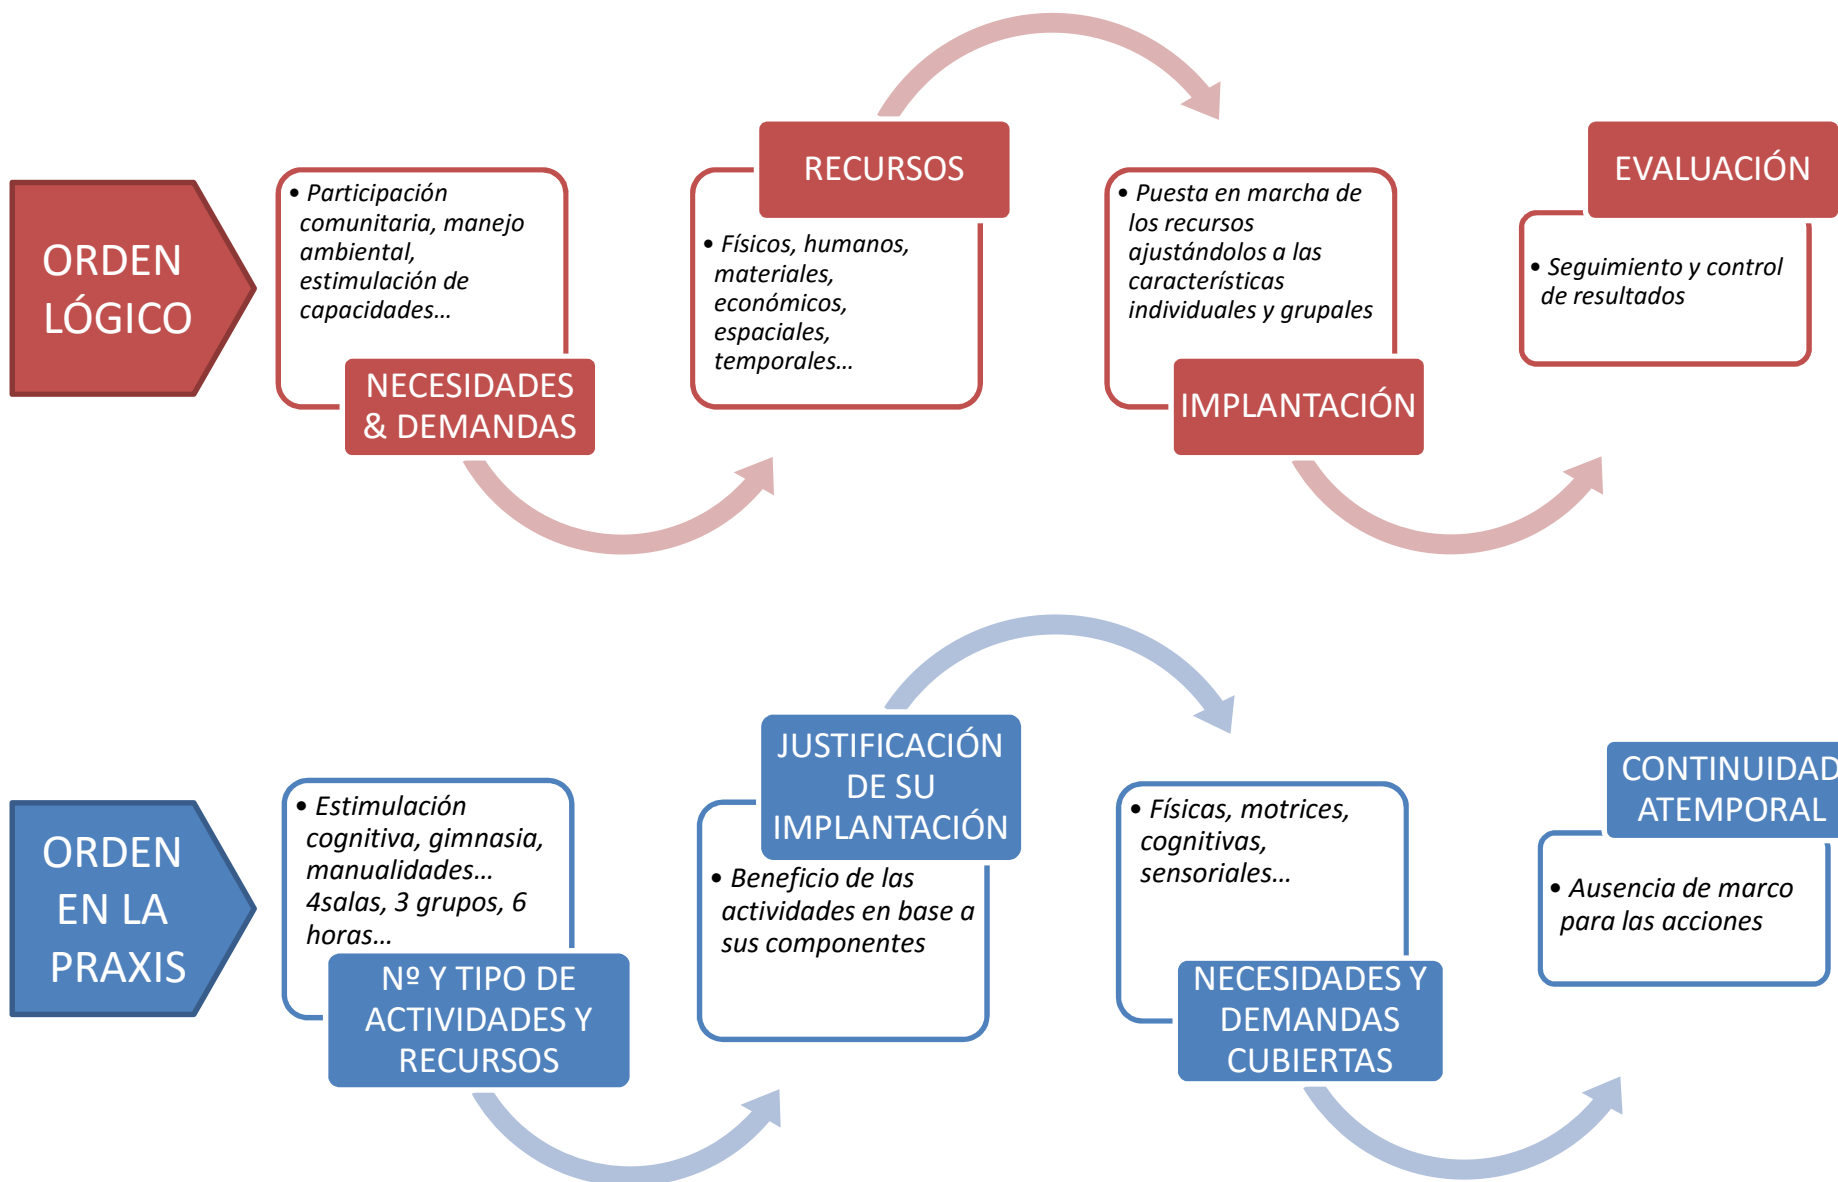 ORDEN
LÓGICO
• Participación
comunitaria, manejo
ambiental,
estimulación de
capacidades…
NECESIDADES
& DEMANDAS
RECURSOS
• Físicos, humanos,
materiales,
económicos,
espaciales,
temporales…
• Puesta en marcha de
los recursos
ajustándolos a las
características
individuales y grupales
IMPLANTACIÓN
EVALUACIÓN
• Seguimiento y control
de resultados
ORDEN
EN LA
PRAXIS
• Estimulación
cognitiva, gimnasia,
manualidades…
4salas, 3 grupos, 6
horas…
Nº Y TIPO DE
ACTIVIDADES Y
RECURSOS
JUSTIFICACIÓN
DE SU
IMPLANTACIÓN
• Beneficio de las
actividades en base a
sus componentes
• Físicas, motrices,
cognitivas,
sensoriales…
NECESIDADES Y
DEMANDAS
CUBIERTAS
CONTINUIDAD
ATEMPORAL
• Ausencia de marco
para las acciones